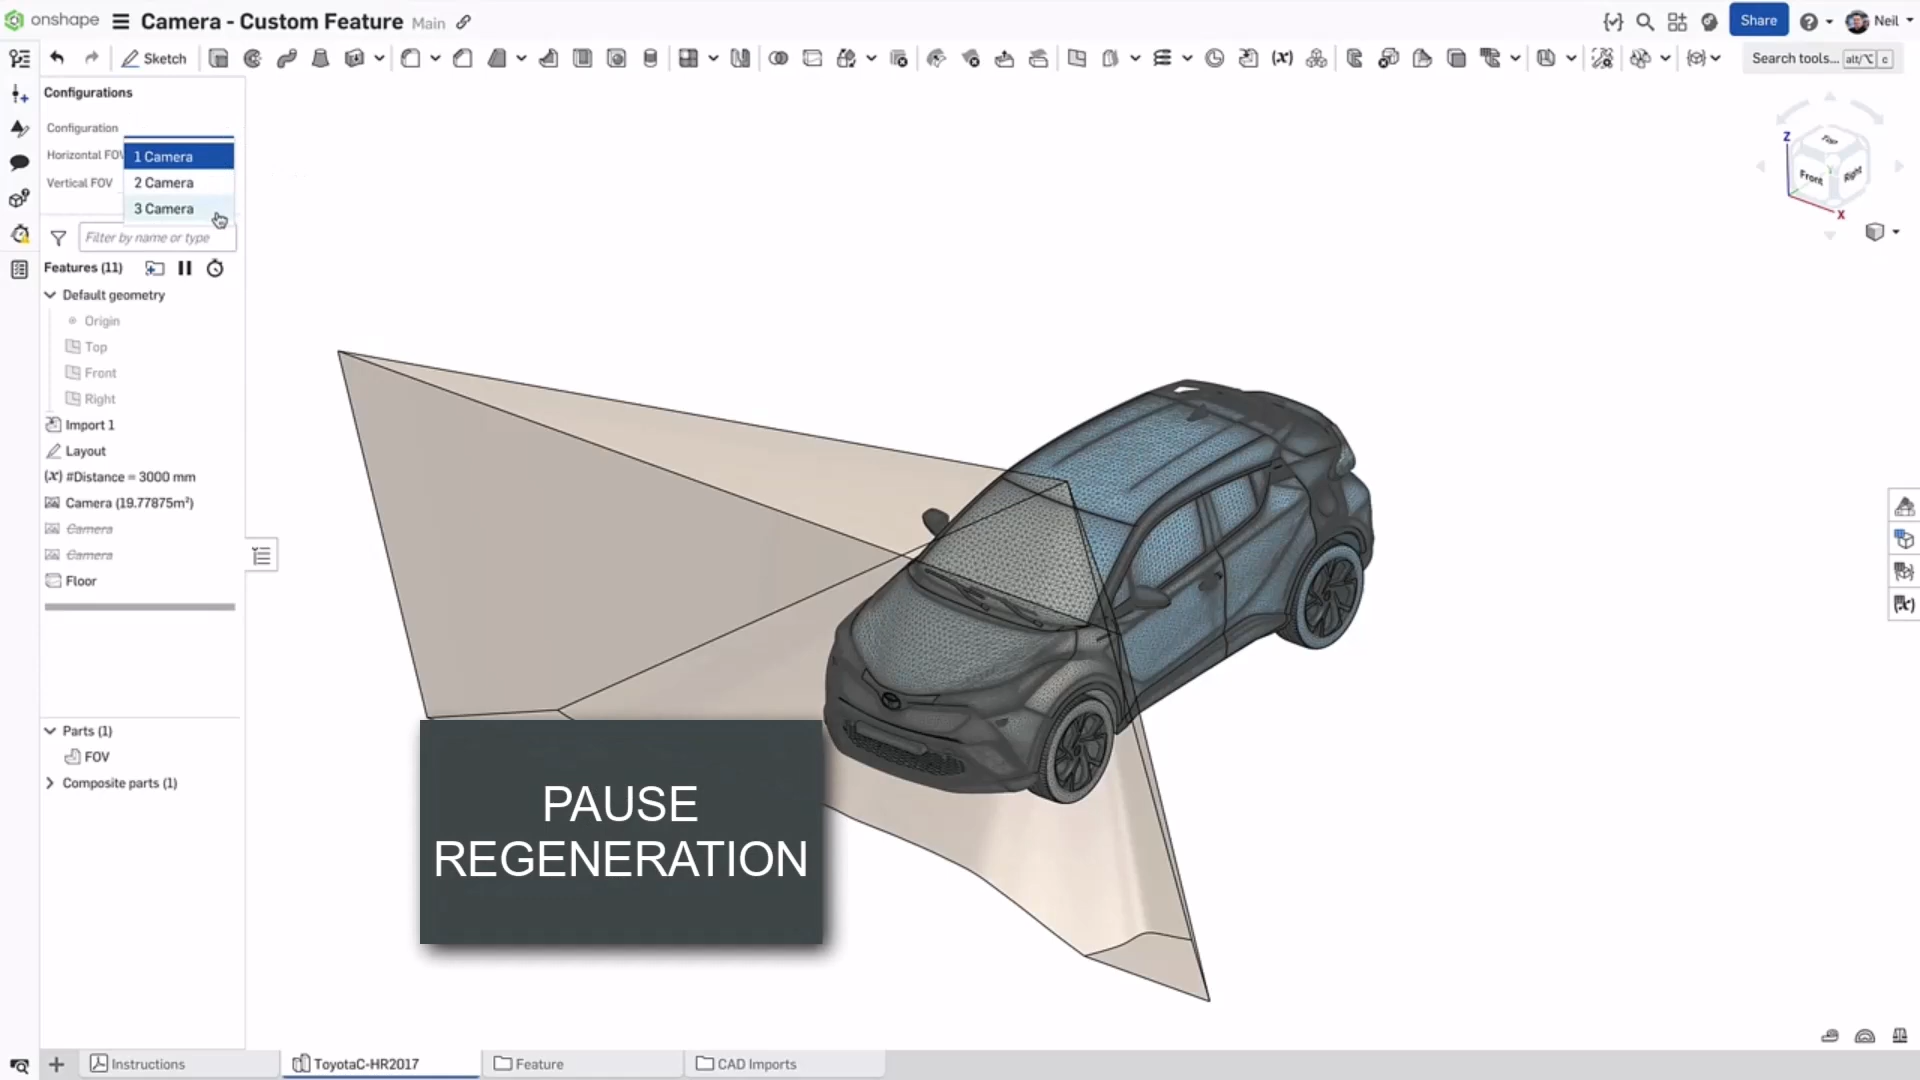 onshape
Camera - Custom Feature Main
Share
Neil
Sketch
Search tools... alt/⌥ c
Configurations
Configuration
Horizontal FOV
Vertical FOV
1 Camera
2 Camera
3 Camera
Filter by name or type
Features (11)
Default geometry
Origin
Top
Front
Right
Import 1
Layout
(x) #Distance = 3000 mm
Camera (19.77875m²)
Camera
Camera
Floor
Parts (1)
FOV
Composite parts (1)
Z
Top
Front
Right
X
PAUSE
REGENERATION
Instructions
ToyotaC-HR2017
Feature
CAD Imports